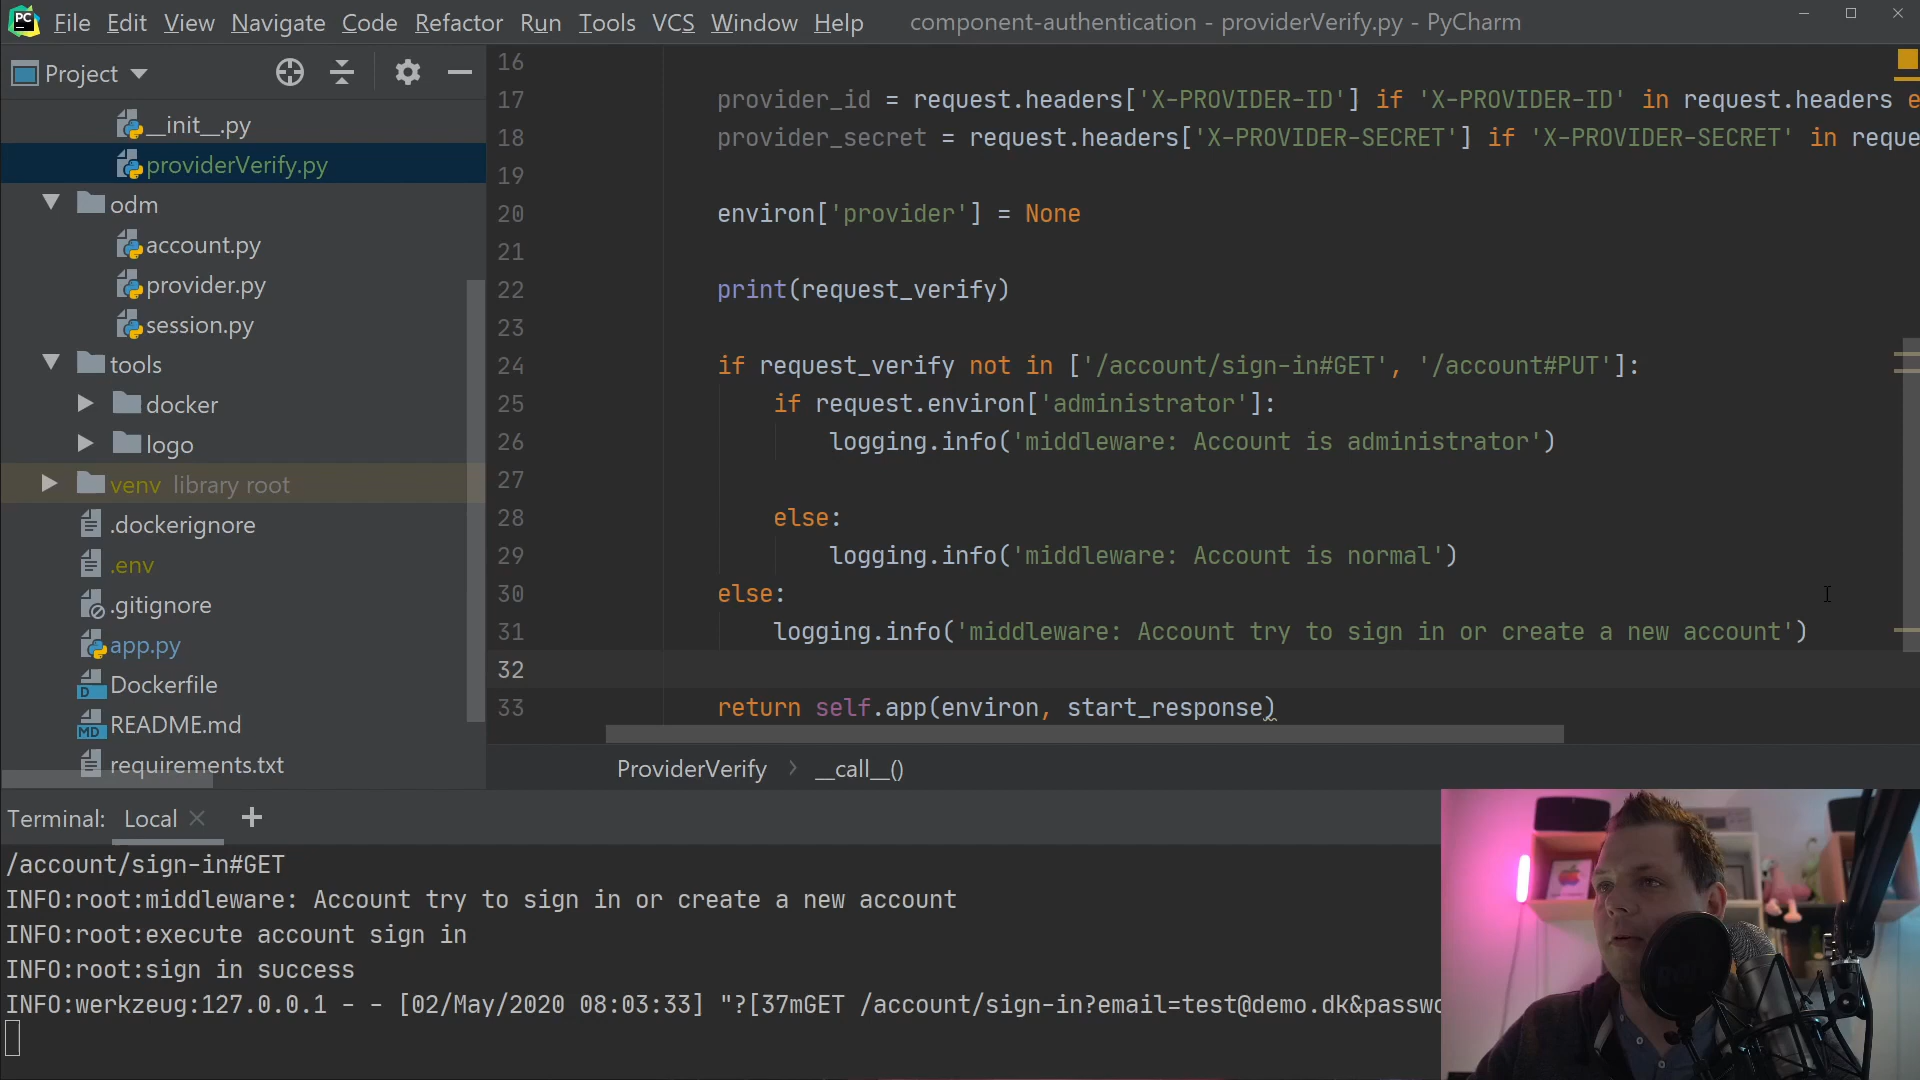 PC File Edit View Navigate Code Refactor Run Tools VCS Window Help component-authentication - providerVerify.py - PyCharm
Project
__init__.py
providerVerify.py
odm
account.py
provider.py
session.py
tools
docker
logo
venv library root
.dockerignore
.env
.gitignore
app.py
Dockerfile
README.md
requirements.txt
16
17 provider_id = request.headers['X-PROVIDER-ID'] if 'X-PROVIDER-ID' in request.headers e
18 provider_secret = request.headers['X-PROVIDER-SECRET'] if 'X-PROVIDER-SECRET' in reque
19
20 environ['provider'] = None
21
22 print(request_verify)
23
24 if request_verify not in ['/account/sign-in#GET', '/account#PUT']:
25 if request.environ['administrator']:
26 logging.info('middleware: Account is administrator')
27
28 else:
29 logging.info('middleware: Account is normal')
30 else:
31 logging.info('middleware: Account try to sign in or create a new account')
32
33 return self.app(environ, start_response)
ProviderVerify __call__()
Terminal: Local
/account/sign-in#GET
INFO:root:middleware: Account try to sign in or create a new account
INFO:root:execute account sign in
INFO:root:sign in success
INFO:werkzeug:127.0.0.1 - - [02/May/2020 08:03:33] "?[37mGET /account/sign-in?email=test@demo.dk&passwo